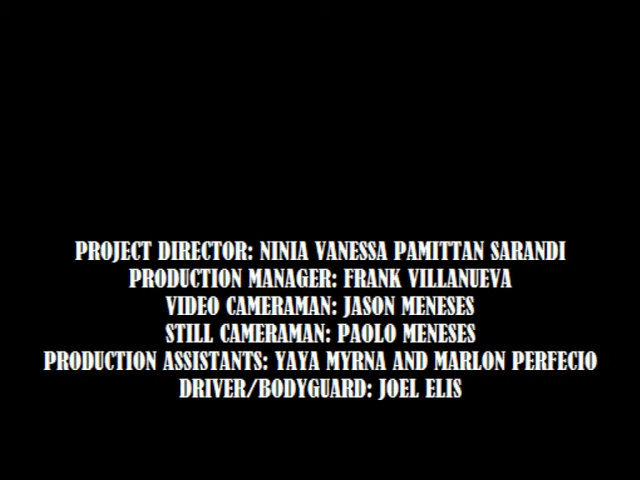 PROJECT DIRECTOR: NINIA VANESSA PAMITTAN SARANDI
PRODUCTION MANAGER: FRANK VILLANUEVA
VIDEO CAMERAMAN: JASON MENESES
STILL CAMERAMAN: PAOLO MENESES
PRODUCTION ASSISTANTS: YAYA MYRNA AND MARLON PERFECIO
DRIVER/BODYGUARD: JOEL ELIS